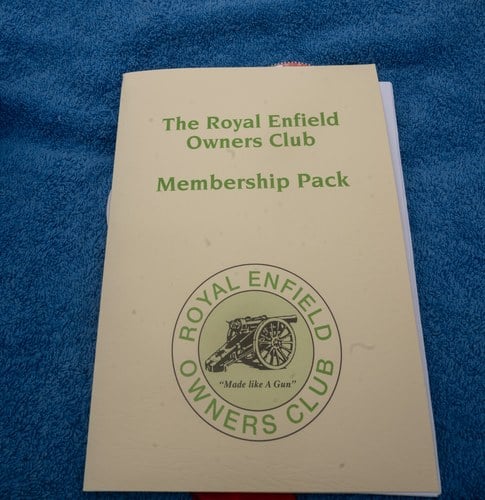 The Royal Enfield
Owners Club
Membership Pack
ROYAL ENFIELD
"Made like A Gun"
OWNERS CLUB